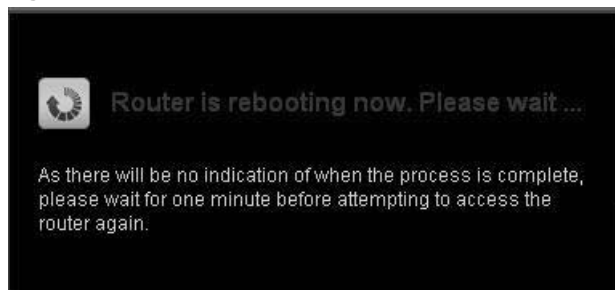 Router is rebooting now. Please wait ...
As there will be no indication of when the process is complete,
please wait for one minute before attempting to access the
router again.